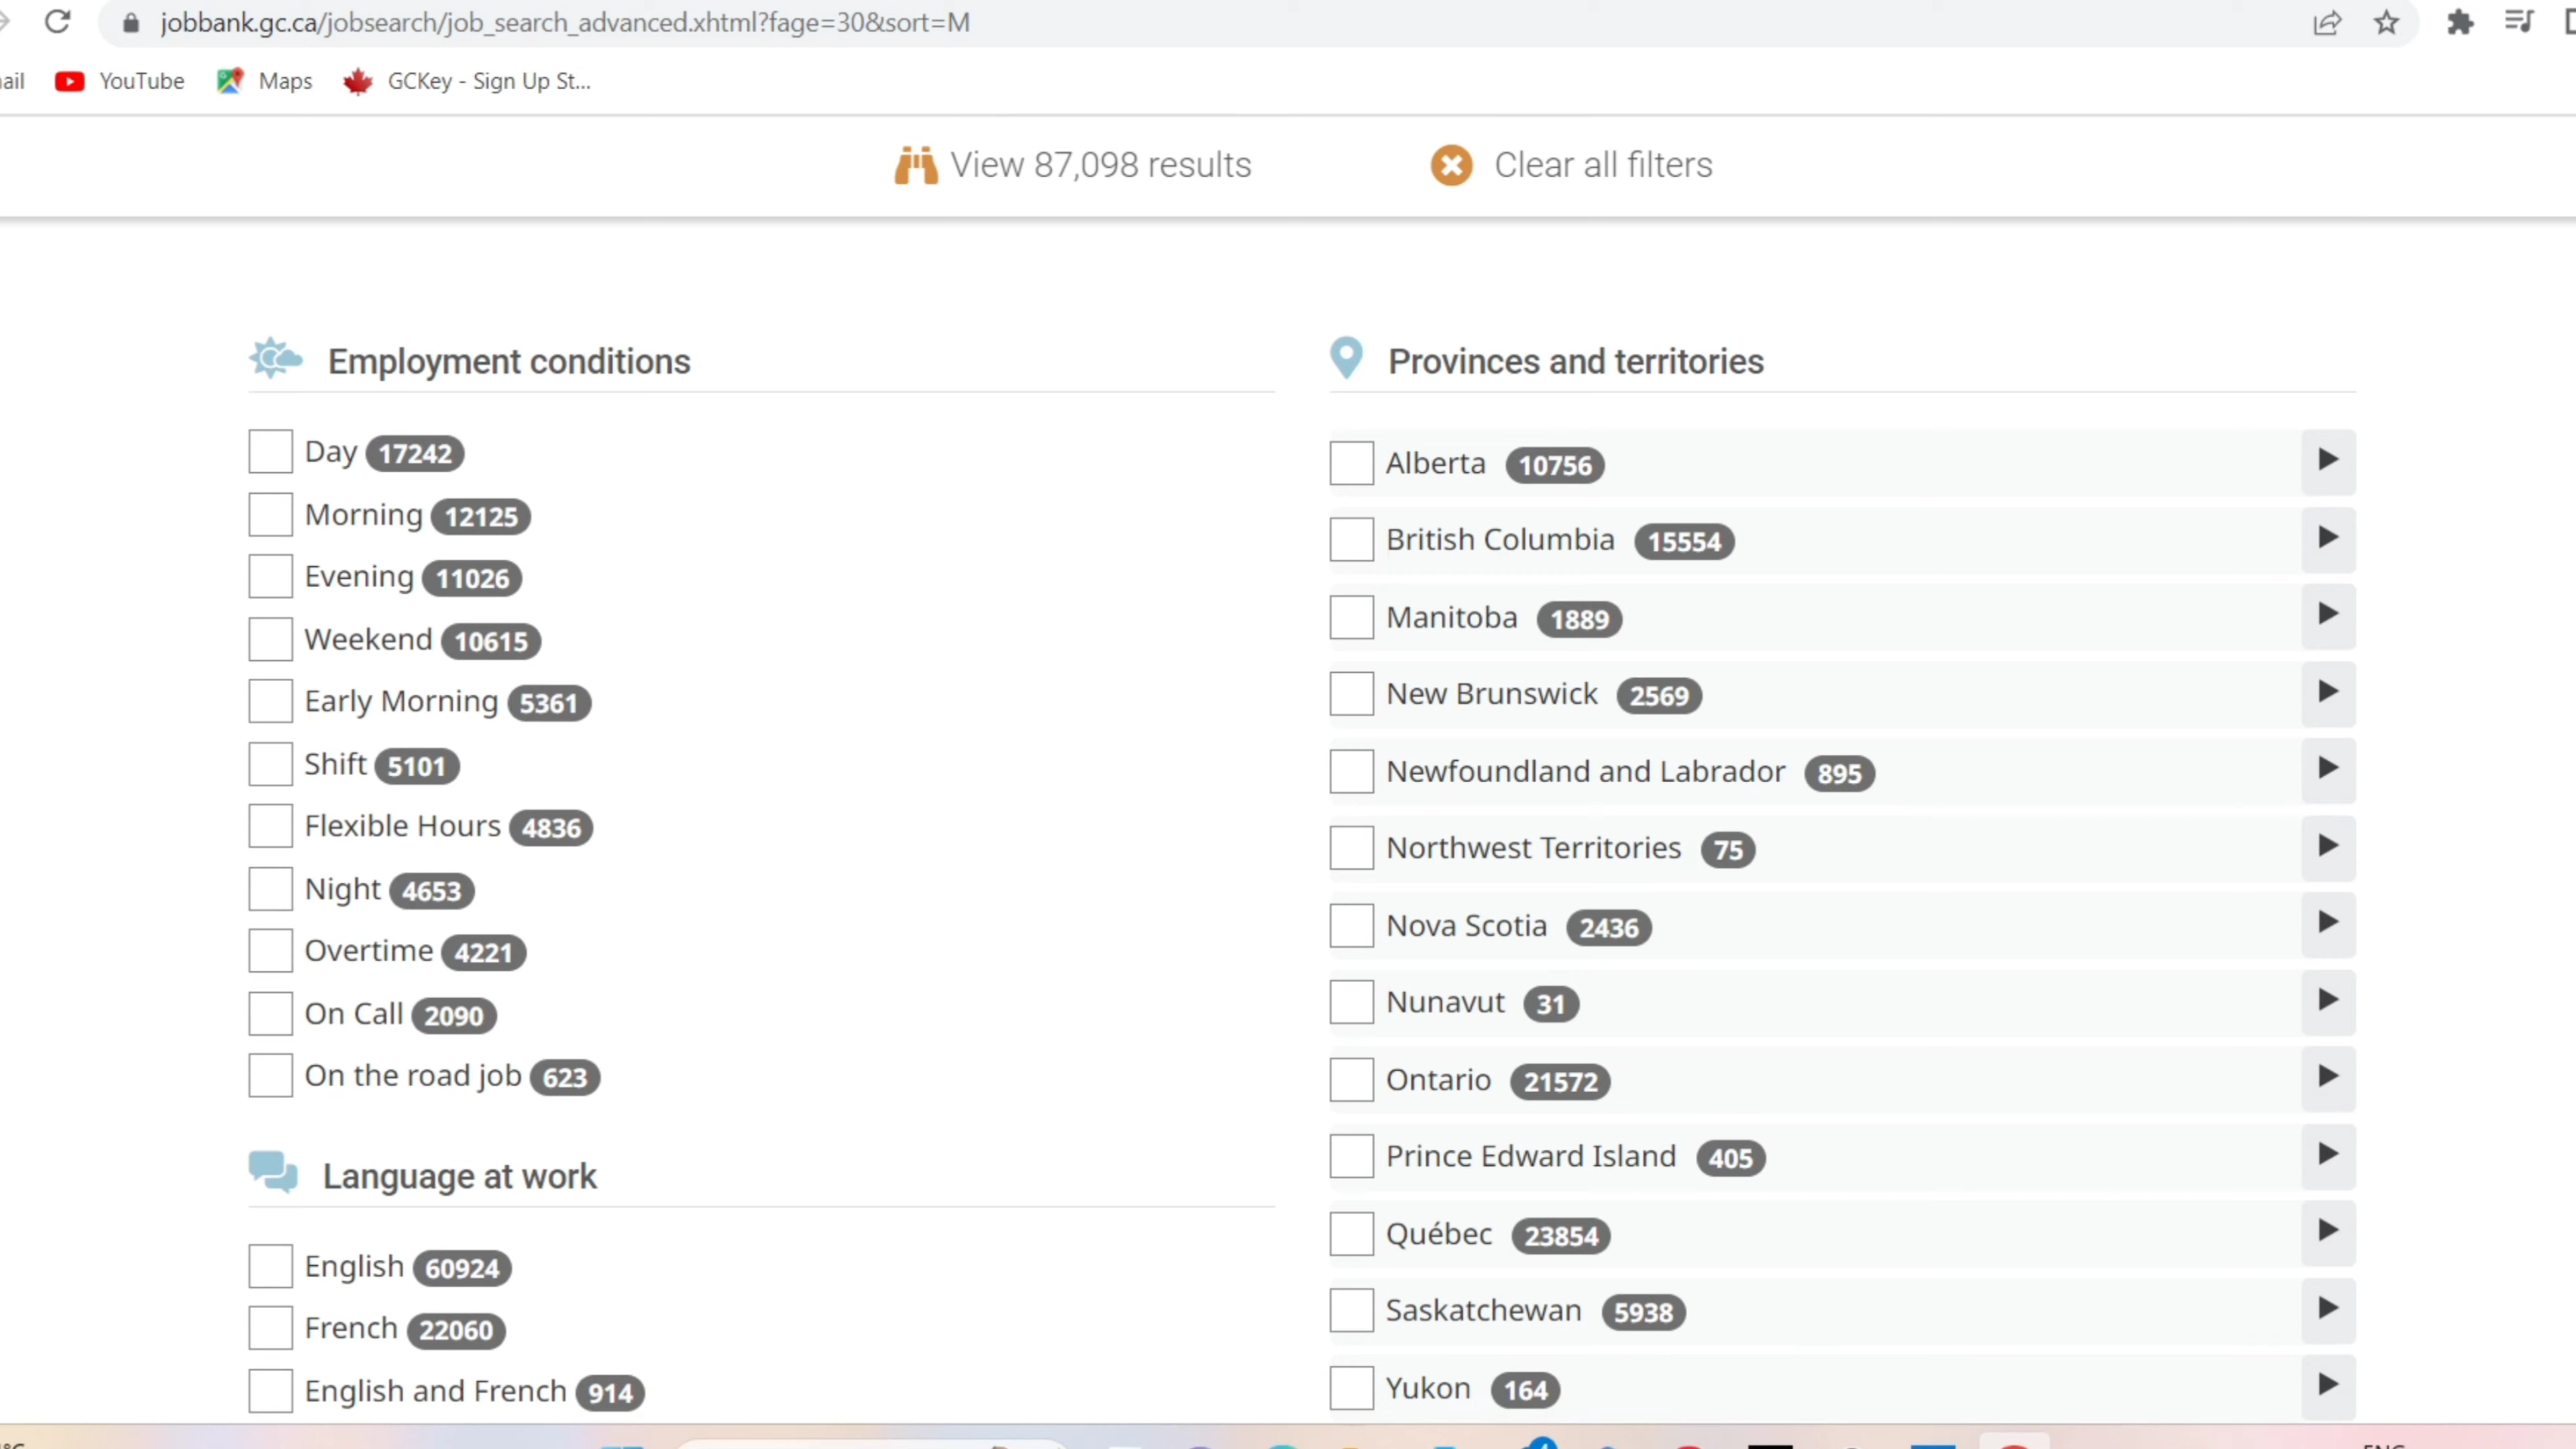 jobbank.gc.ca/jobsearch/job_search_advanced.xhtml?fage=30&sort=M
ail YouTube Maps GCKey - Sign Up St...
View 87,098 results Clear all filters
Employment conditions
Day 17242
Morning 12125
Evening 11026
Weekend 10615
Early Morning 5361
Shift 5101
Flexible Hours 4836
Night 4653
Overtime 4221
On Call 2090
On the road job 623
Language at work
English 60924
French 22060
English and French 914
Provinces and territories
Alberta 10756
British Columbia 15554
Manitoba 1889
New Brunswick 2569
Newfoundland and Labrador 895
Northwest Territories 75
Nova Scotia 2436
Nunavut 31
Ontario 21572
Prince Edward Island 405
Québec 23854
Saskatchewan 5938
Yukon 164